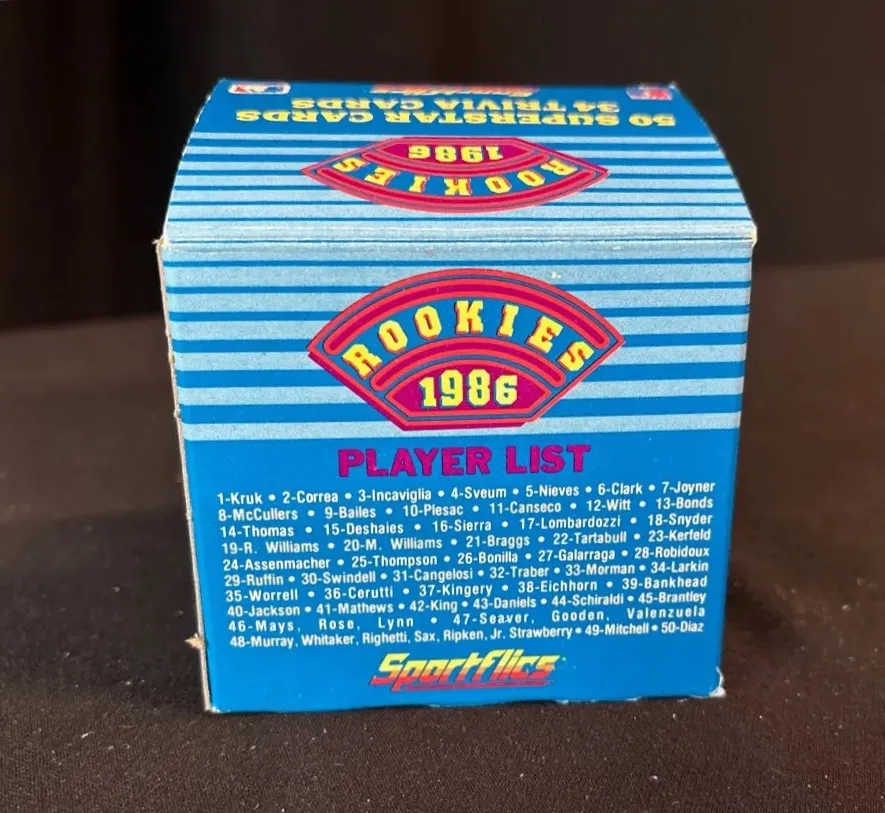 Sportflics
50 SUPERSTAR CARDS
34 TRIVIA CARDS
ROOKIES
1986
ROOKIES
1986
PLAYER LIST
1-Kruk • 2-Correa • 3-Incaviglia • 4-Sveum • 5-Nieves • 6-Clark • 7-Joyner
8-McCullers • 9-Bailes • 10-Plesac • 11-Canseco • 12-Witt • 13-Bonds
14-Thomas • 15-Deshaies • 16-Sierra • 17-Lombardozzi • 18-Snyder
19-R. Williams • 20-M. Williams • 21-Braggs • 22-Tartabull • 23-Kerfeld
24-Assenmacher • 25-Thompson • 26-Bonilla • 27-Galarraga • 28-Robidoux
29-Ruffin • 30-Swindell • 31-Cangelosi • 32-Traber • 33-Morman • 34-Larkin
35-Worrell • 36-Cerutti • 37-Kingery • 38-Eichhorn • 39-Bankhead
40-Jackson • 41-Mathews • 42-King • 43-Daniels • 44-Schiraldi • 45-Brantley
46-Mays, Rose, Lynn • 47-Seaver, Gooden, Valenzuela
48-Murray, Whitaker, Righetti, Sax, Ripken, Jr. Strawberry • 49-Mitchell • 50-Diaz
Sportflics